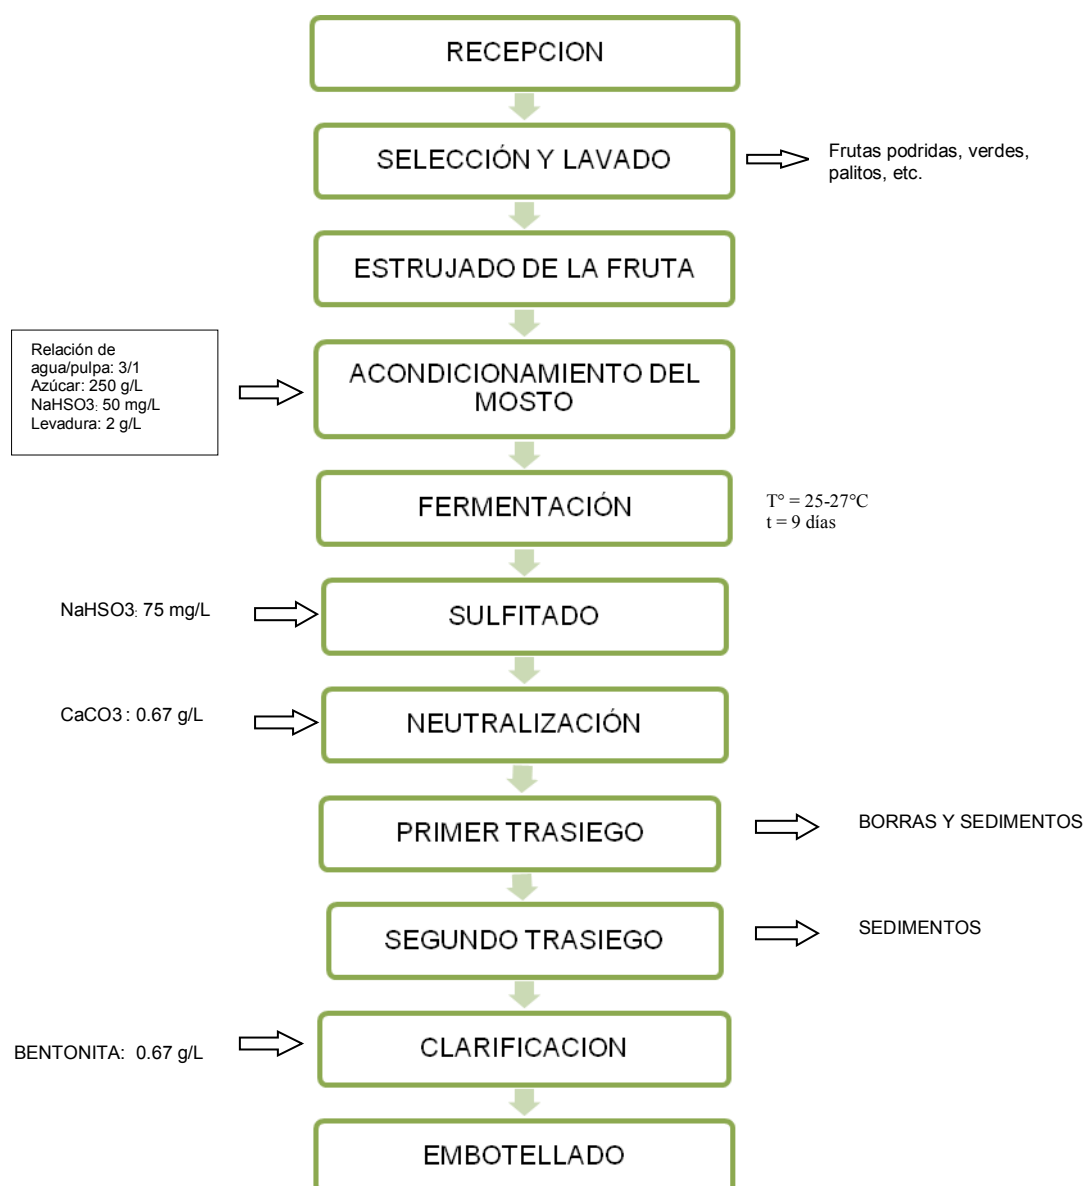 RECEPCION
SELECCIÓN Y LAVADO
Frutas podridas, verdes,
palitos, etc.
ESTRUJADO DE LA FRUTA
Relación de
agua/pulpa: 3/1
Azúcar: 250 g/L
NaHSO3: 50 mg/L
Levadura: 2 g/L
ACONDICIONAMIENTO DEL
MOSTO
FERMENTACIÓN
T° = 25-27°C
t = 9 días
NaHSO3: 75 mg/L
SULFITADO
CaCO3 : 0.67 g/L
NEUTRALIZACIÓN
PRIMER TRASIEGO
BORRAS Y SEDIMENTOS
SEGUNDO TRASIEGO
SEDIMENTOS
BENTONITA: 0.67 g/L
CLARIFICACION
EMBOTELLADO